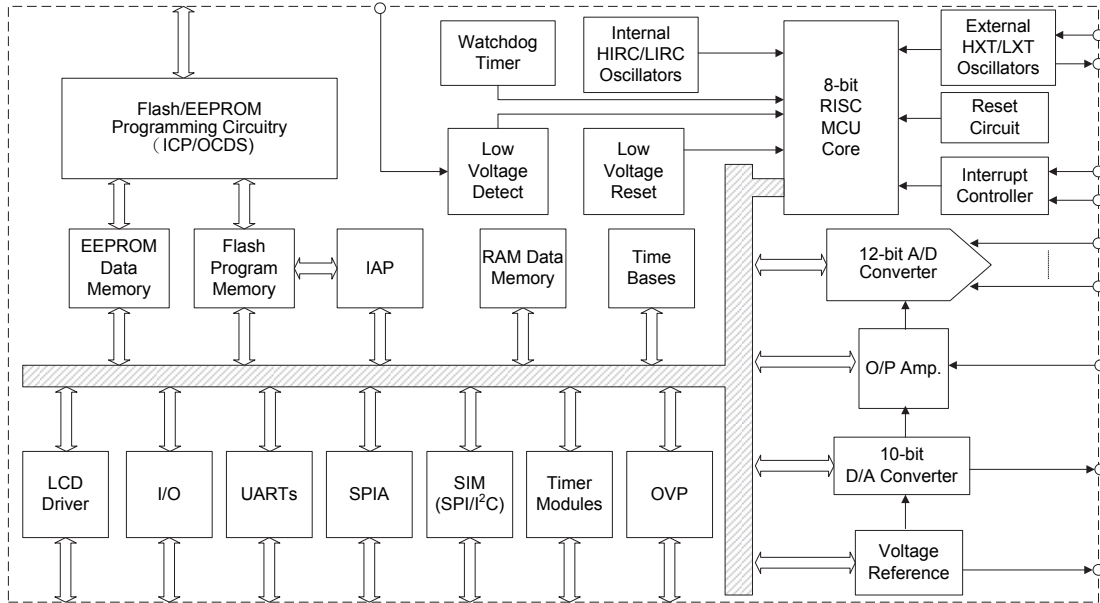 Flash/EEPROM
Programming Circuitry
(ICP/OCDS)
Watchdog
Timer
Internal
HIRC/LIRC
Oscillators
8-bit
RISC
MCU
Core
External
HXT/LXT
Oscillators
Reset
Circuit
Low
Voltage
Detect
Low
Voltage
Reset
Interrupt
Controller
EEPROM
Data
Memory
Flash
Program
Memory
IAP
RAM Data
Memory
Time
Bases
12-bit A/D
Converter
O/P Amp.
10-bit
D/A Converter
Voltage
Reference
LCD
Driver
I/O
UARTs
SPIA
SIM
(SPI/I²C)
Timer
Modules
OVP